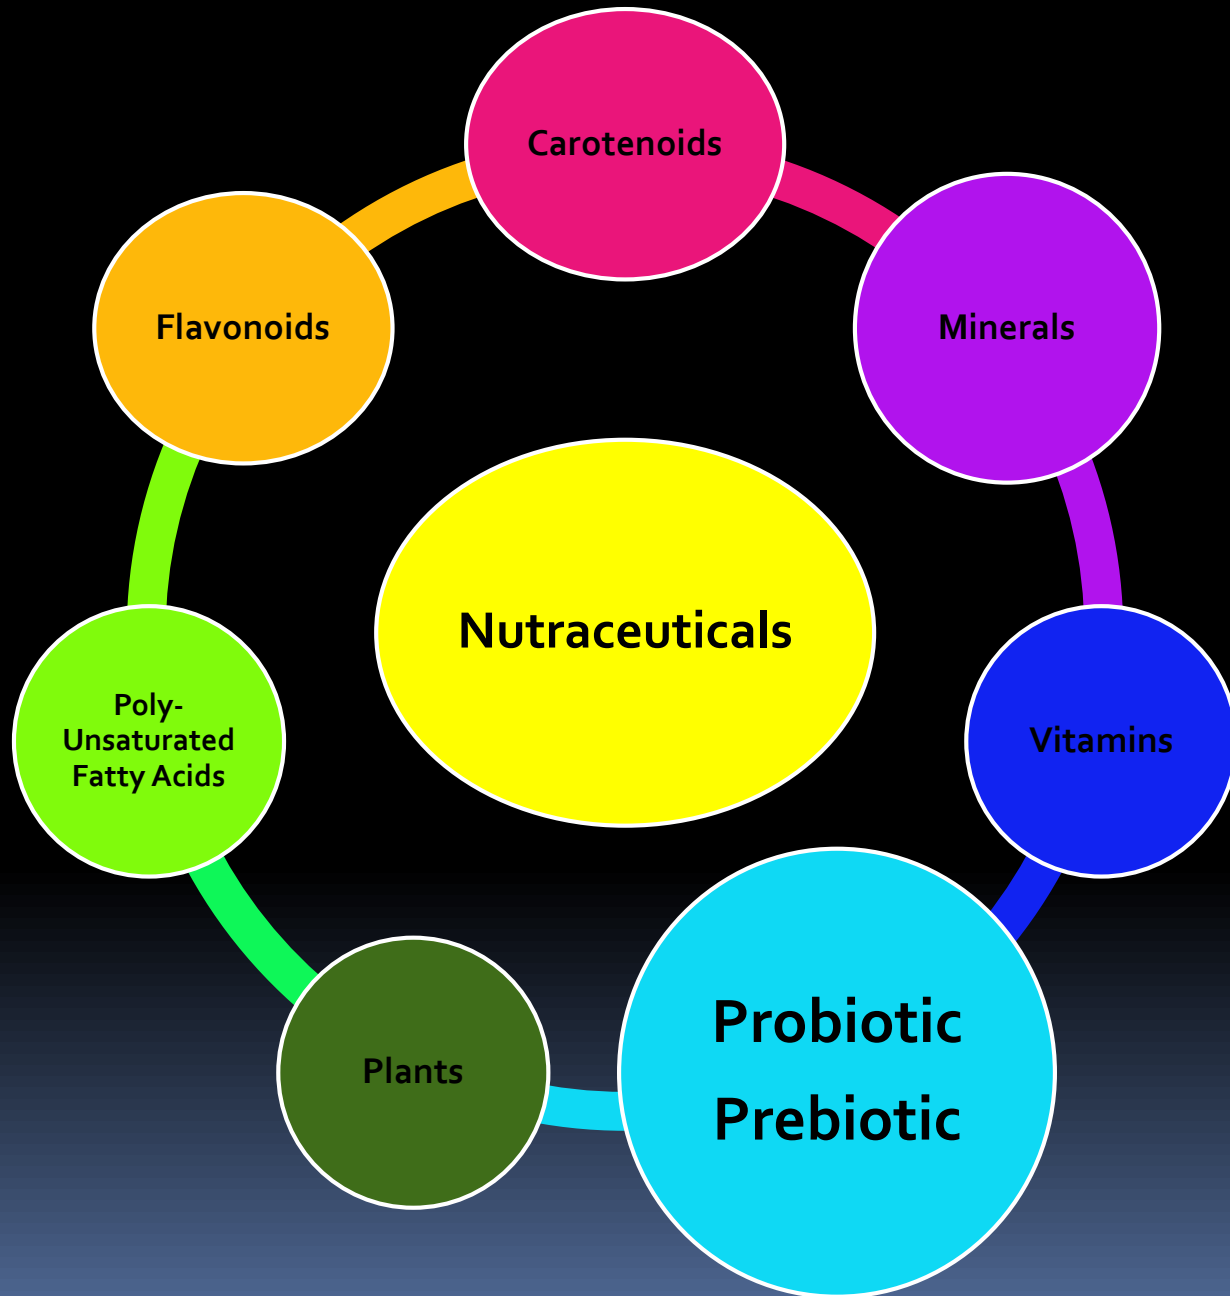 Carotenoids
Flavonoids
Minerals
Nutraceuticals
Poly-
Unsaturated
Fatty Acids
Vitamins
Probiotic
Prebiotic
Plants